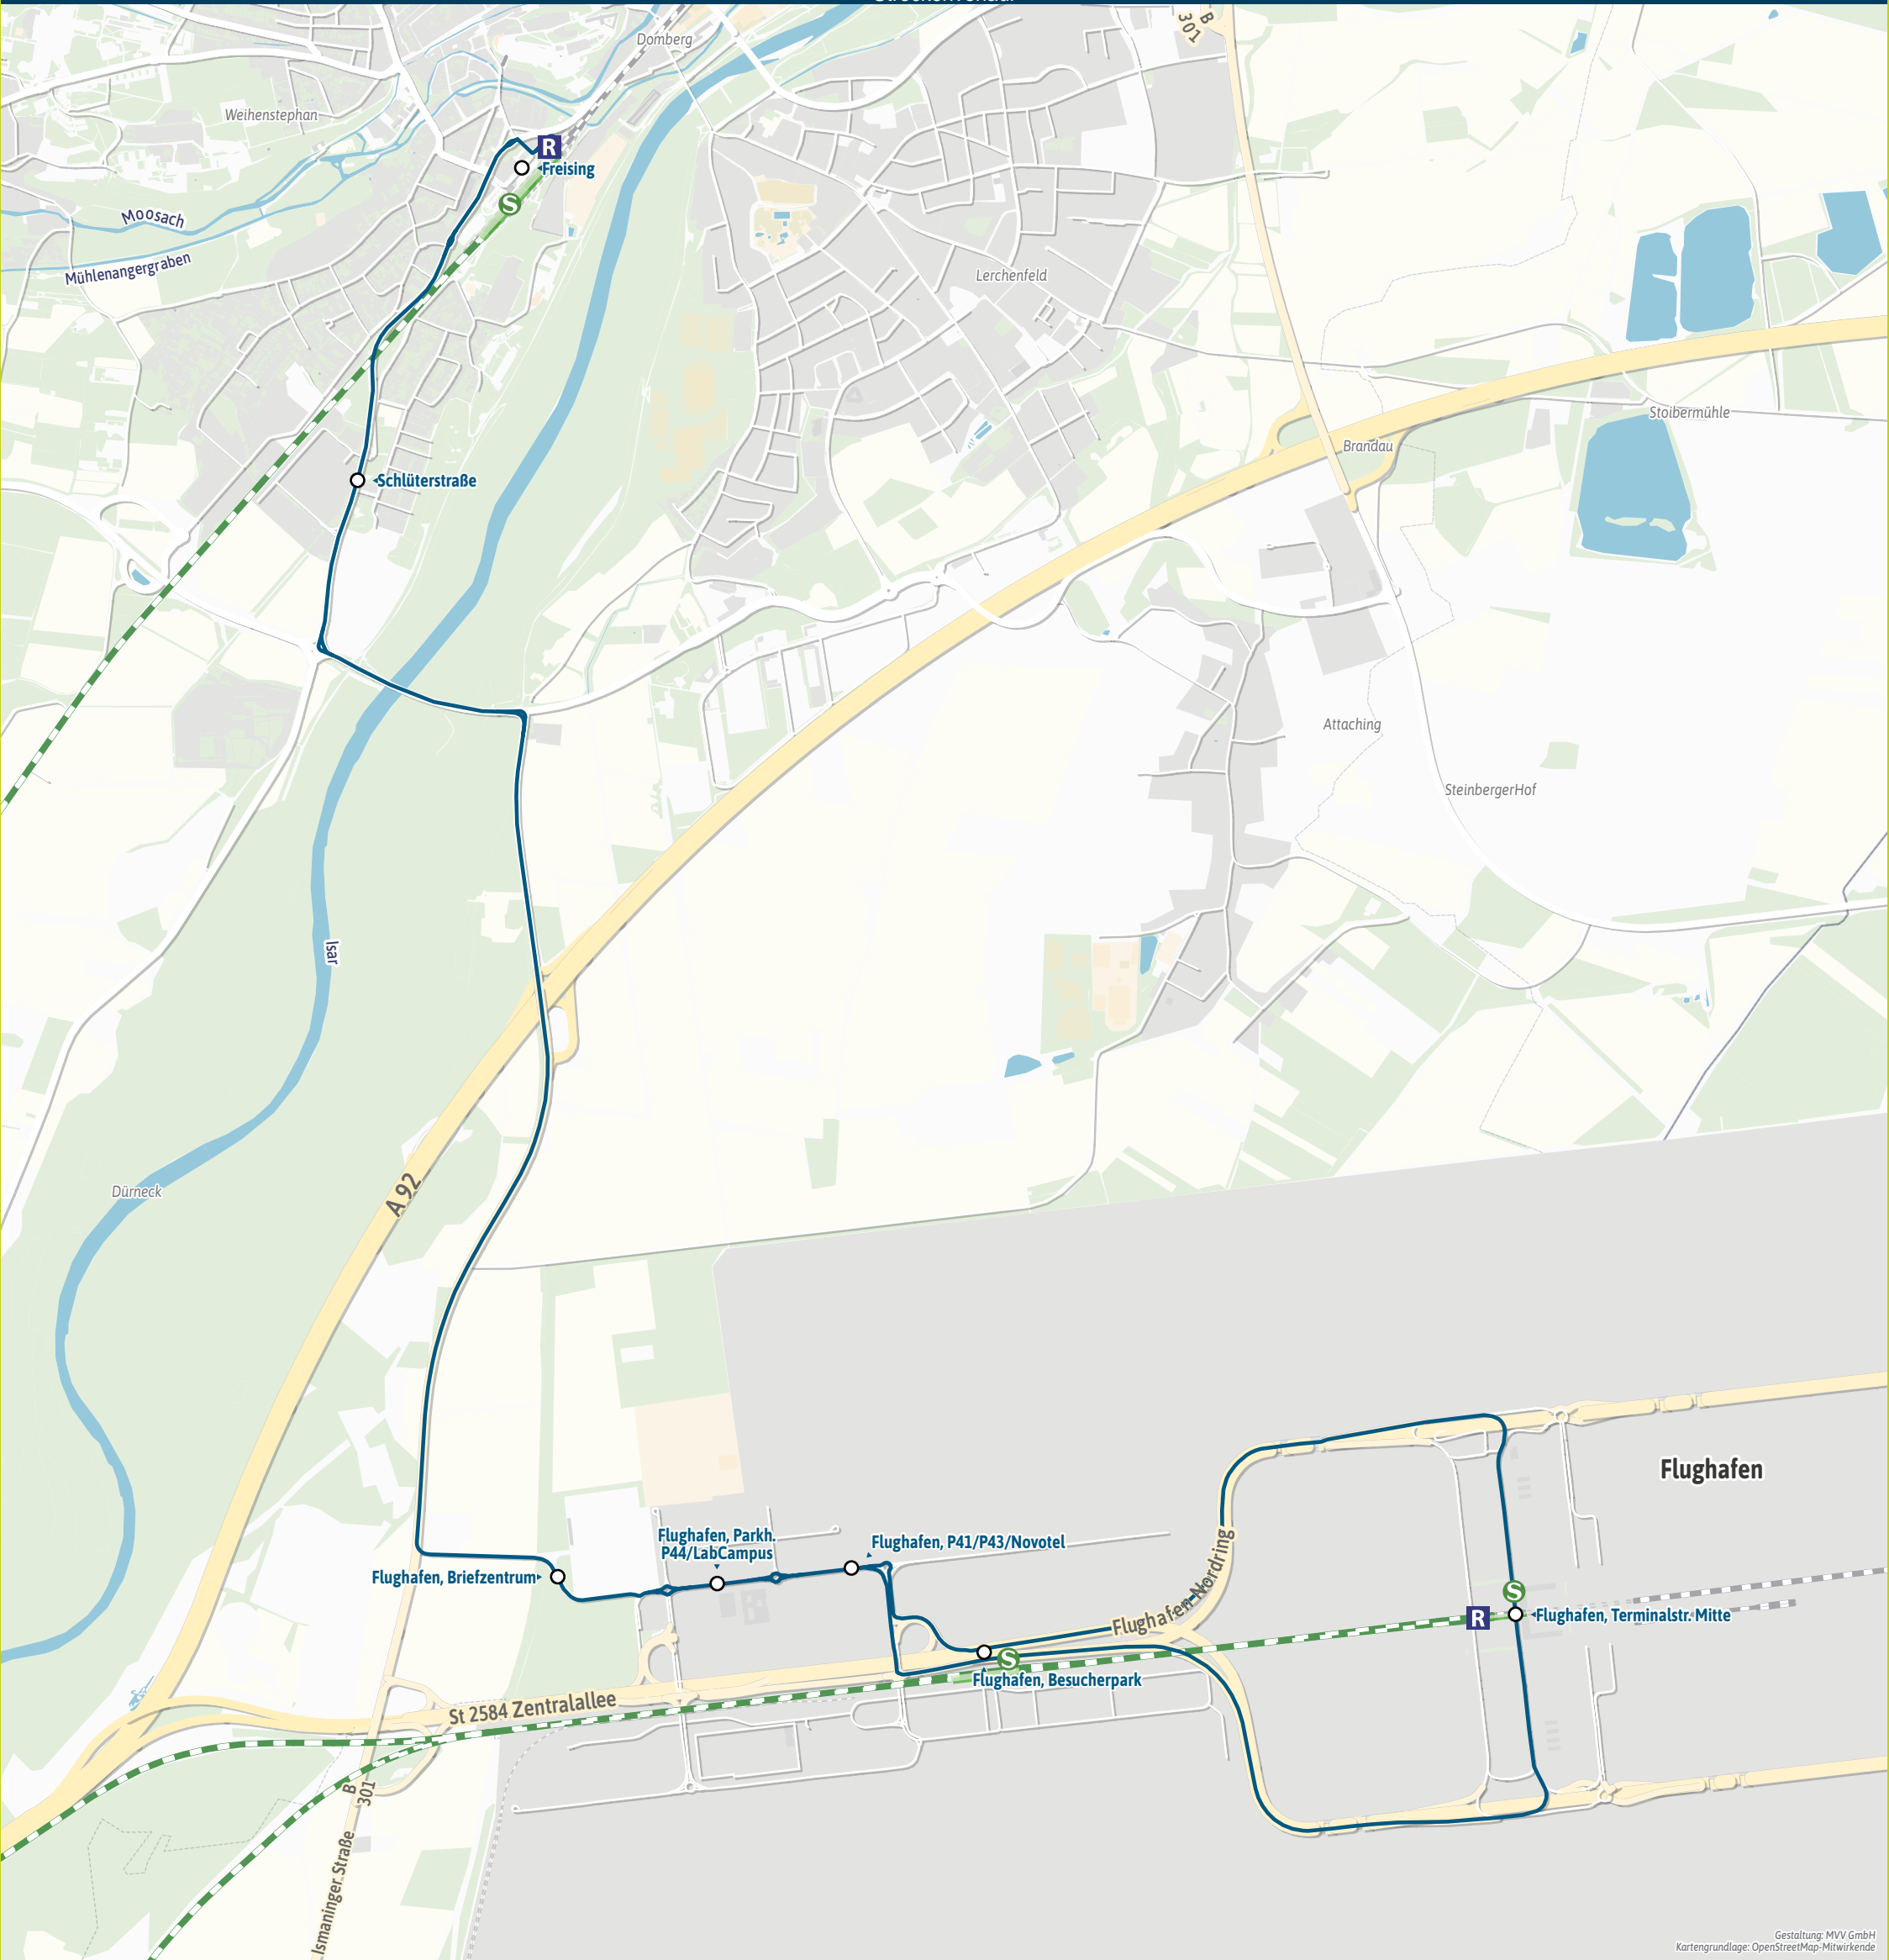 Streckenverlauf
Domberg
B
301
Weihenstephan
R
Freising
S
Moosach
Mühlenangergraben
Lerchenfeld
Stoibermühle
Brandau
Schlüterstraße
Attaching
SteinbergerHof
Isar
Dürneck
A 92
Flughafen
Flughafen, Parkh.
P44/LabCampus
Flughafen, P41/P43/Novotel
Flughafen, Briefzentrum
Flughafen-Nordring
S
R
Flughafen, Terminalstr. Mitte
S
Flughafen, Besucherpark
St 2584 Zentralallee
B
301
Ismaninger Straße
Gestaltung: MVV GmbH
Kartengrundlage: OpenStreetMap-Mitwirkende